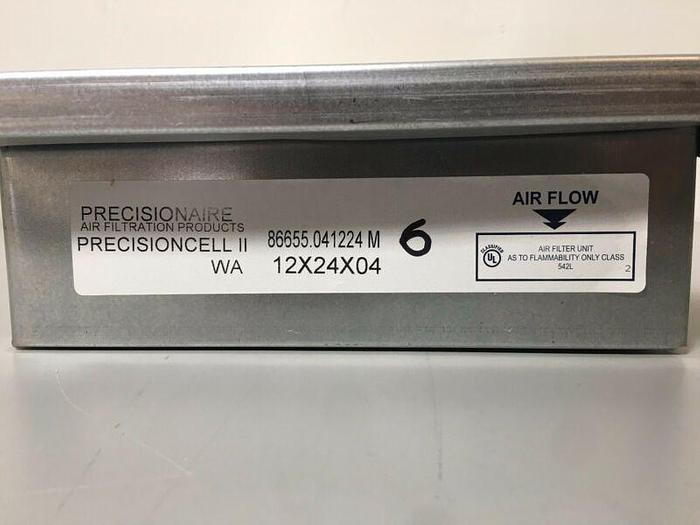 PRECISIONAIRE
AIR FILTRATION PRODUCTS
PRECISIONCELL II 86655.041224 M 6
WA 12X24X04
AIR FLOW
CLASSIFIED
UL
AIR FILTER UNIT
AS TO FLAMMABILITY ONLY CLASS
542L
2